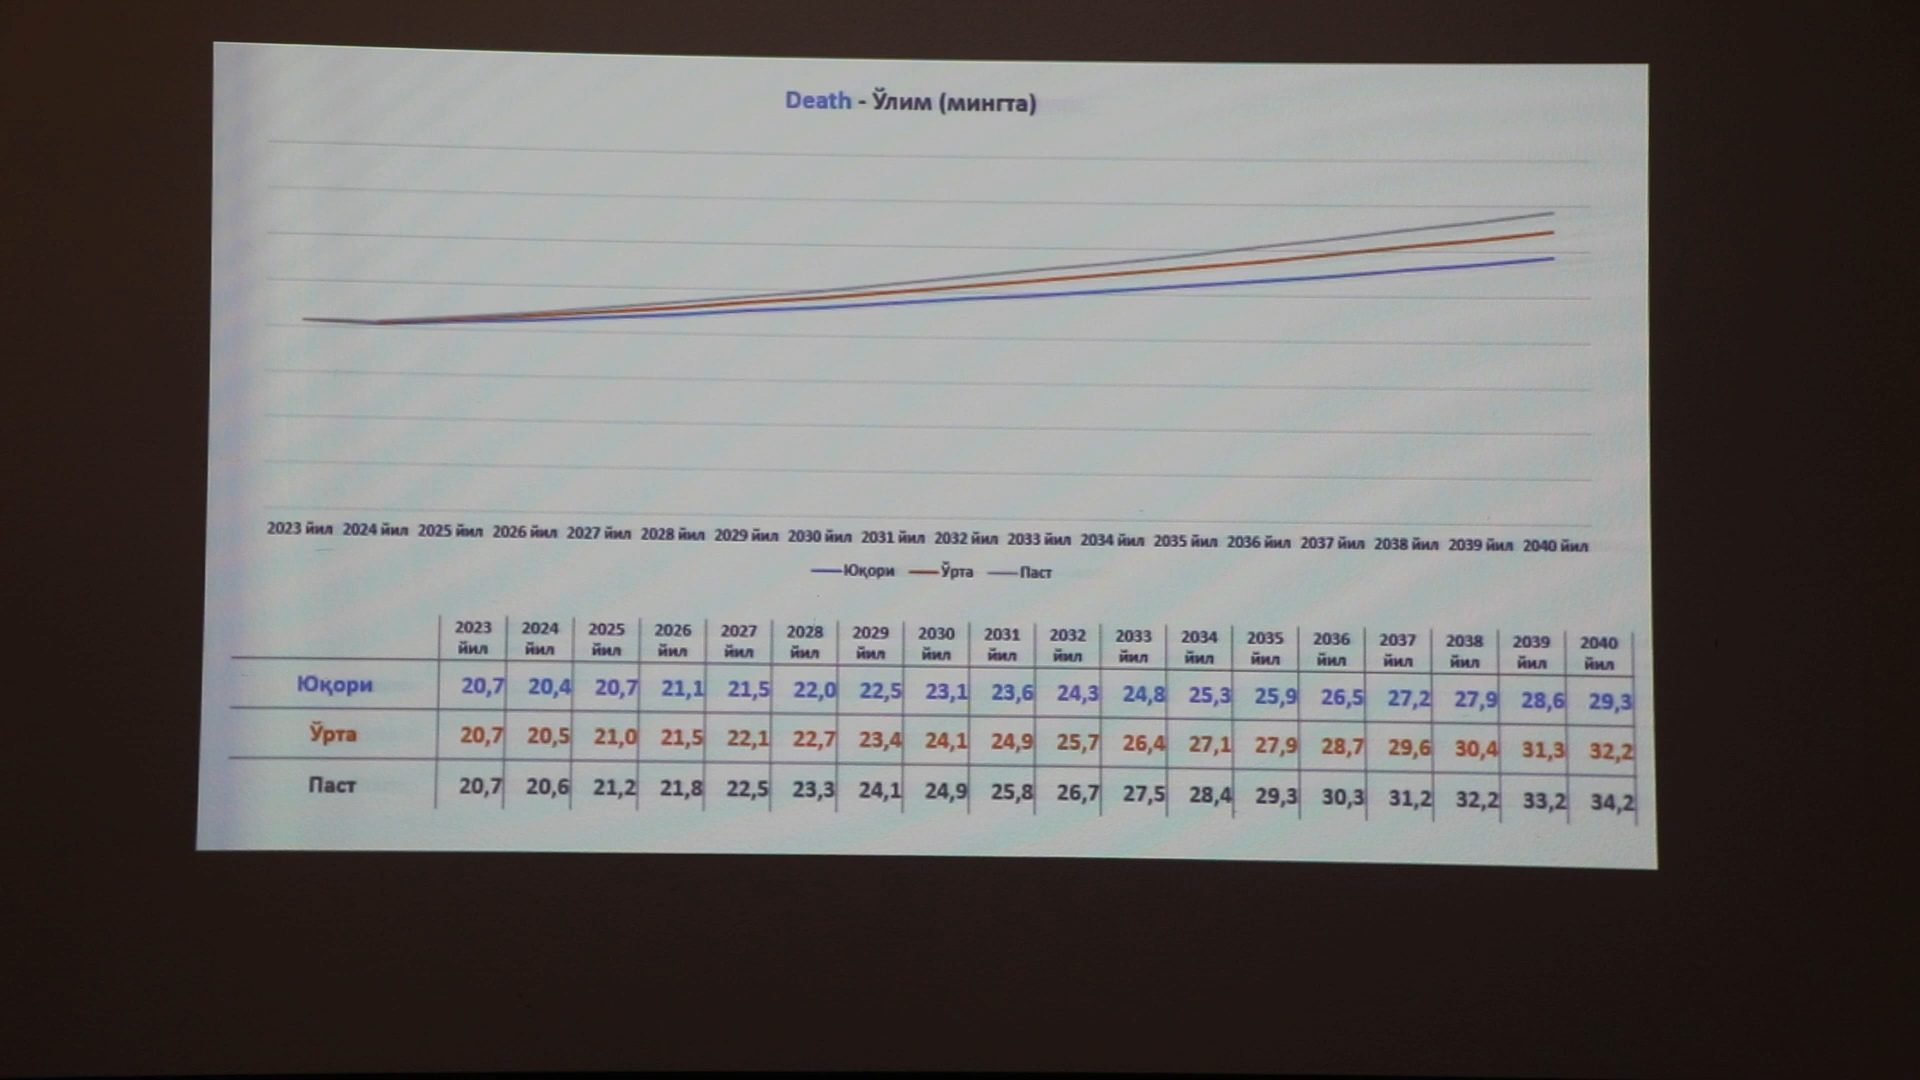 Death - Ўлим (мингта)
2023 йил 2024 йил 2025 йил 2026 йил 2027 йил 2028 йил 2029 йил 2030 йил 2031 йил 2032 йил 2033 йил 2034 йил 2035 йил 2036 йил 2037 йил 2038 йил 2039 йил 2040 йил
Юқори Ўрта Паст
2023 2024 2025 2026 2027 2028 2029 2030 2031 2032 2033 2034 2035 2036 2037 2038 2039 2040
йил йил йил йил йил йил йил йил йил йил йил йил йил йил йил йил йил йил
Юқори 20,7 20,4 20,7 21,1 21,5 22,0 22,5 23,1 23,6 24,3 24,8 25,3 25,9 26,5 27,2 27,9 28,6 29,3
Ўрта 20,7 20,5 21,0 21,5 22,1 22,7 23,4 24,1 24,9 25,7 26,4 27,1 27,9 28,7 29,6 30,4 31,3 32,2
Паст 20,7 20,6 21,2 21,8 22,5 23,3 24,1 24,9 25,8 26,7 27,5 28,4 29,3 30,3 31,2 32,2 33,2 34,2